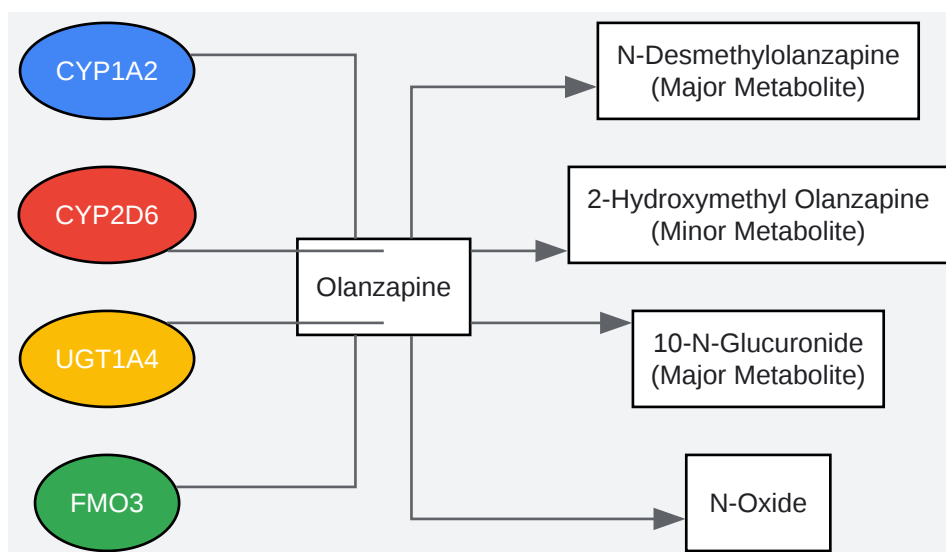 CYP1A2
CYP2D6
UGT1A4
FMO3
Olanzapine
N-Desmethylolanzapine
(Major Metabolite)
2-Hydroxymethyl Olanzapine
(Minor Metabolite)
10-N-Glucuronide
(Major Metabolite)
N-Oxide